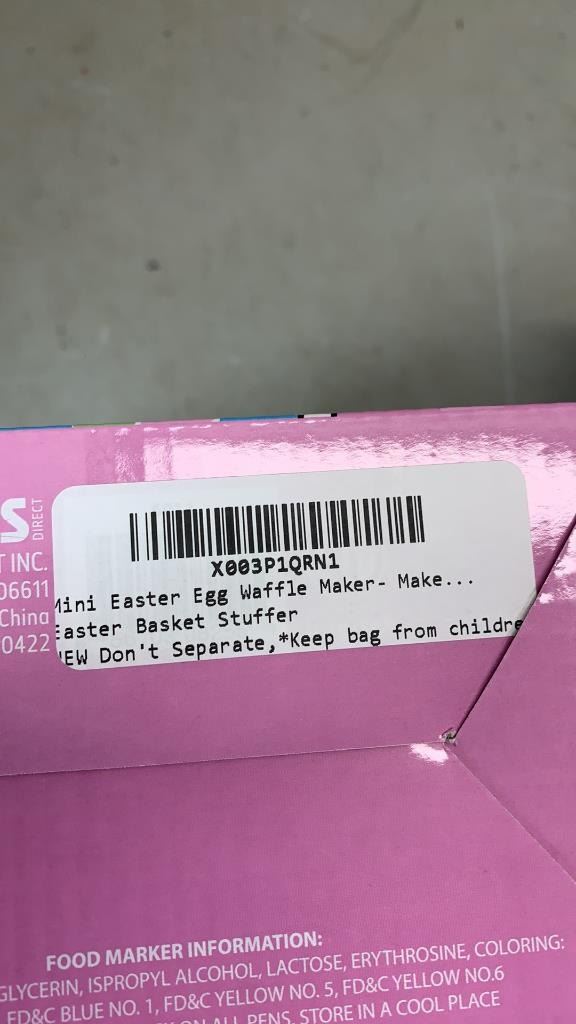 S DIRECT
T INC.
06611
China
0422
X003P1QRN1
Mini Easter Egg Waffle Maker- Make...
Easter Basket Stuffer
NEW Don't Separate,*Keep bag from childre
FOOD MARKER INFORMATION:
GLYCERIN, ISPROPYL ALCOHOL, LACTOSE, ERYTHROSINE, COLORING:
FD&C BLUE NO. 1, FD&C YELLOW NO. 5, FD&C YELLOW NO.6
ON ALL PENS, STORE IN A COOL PLACE